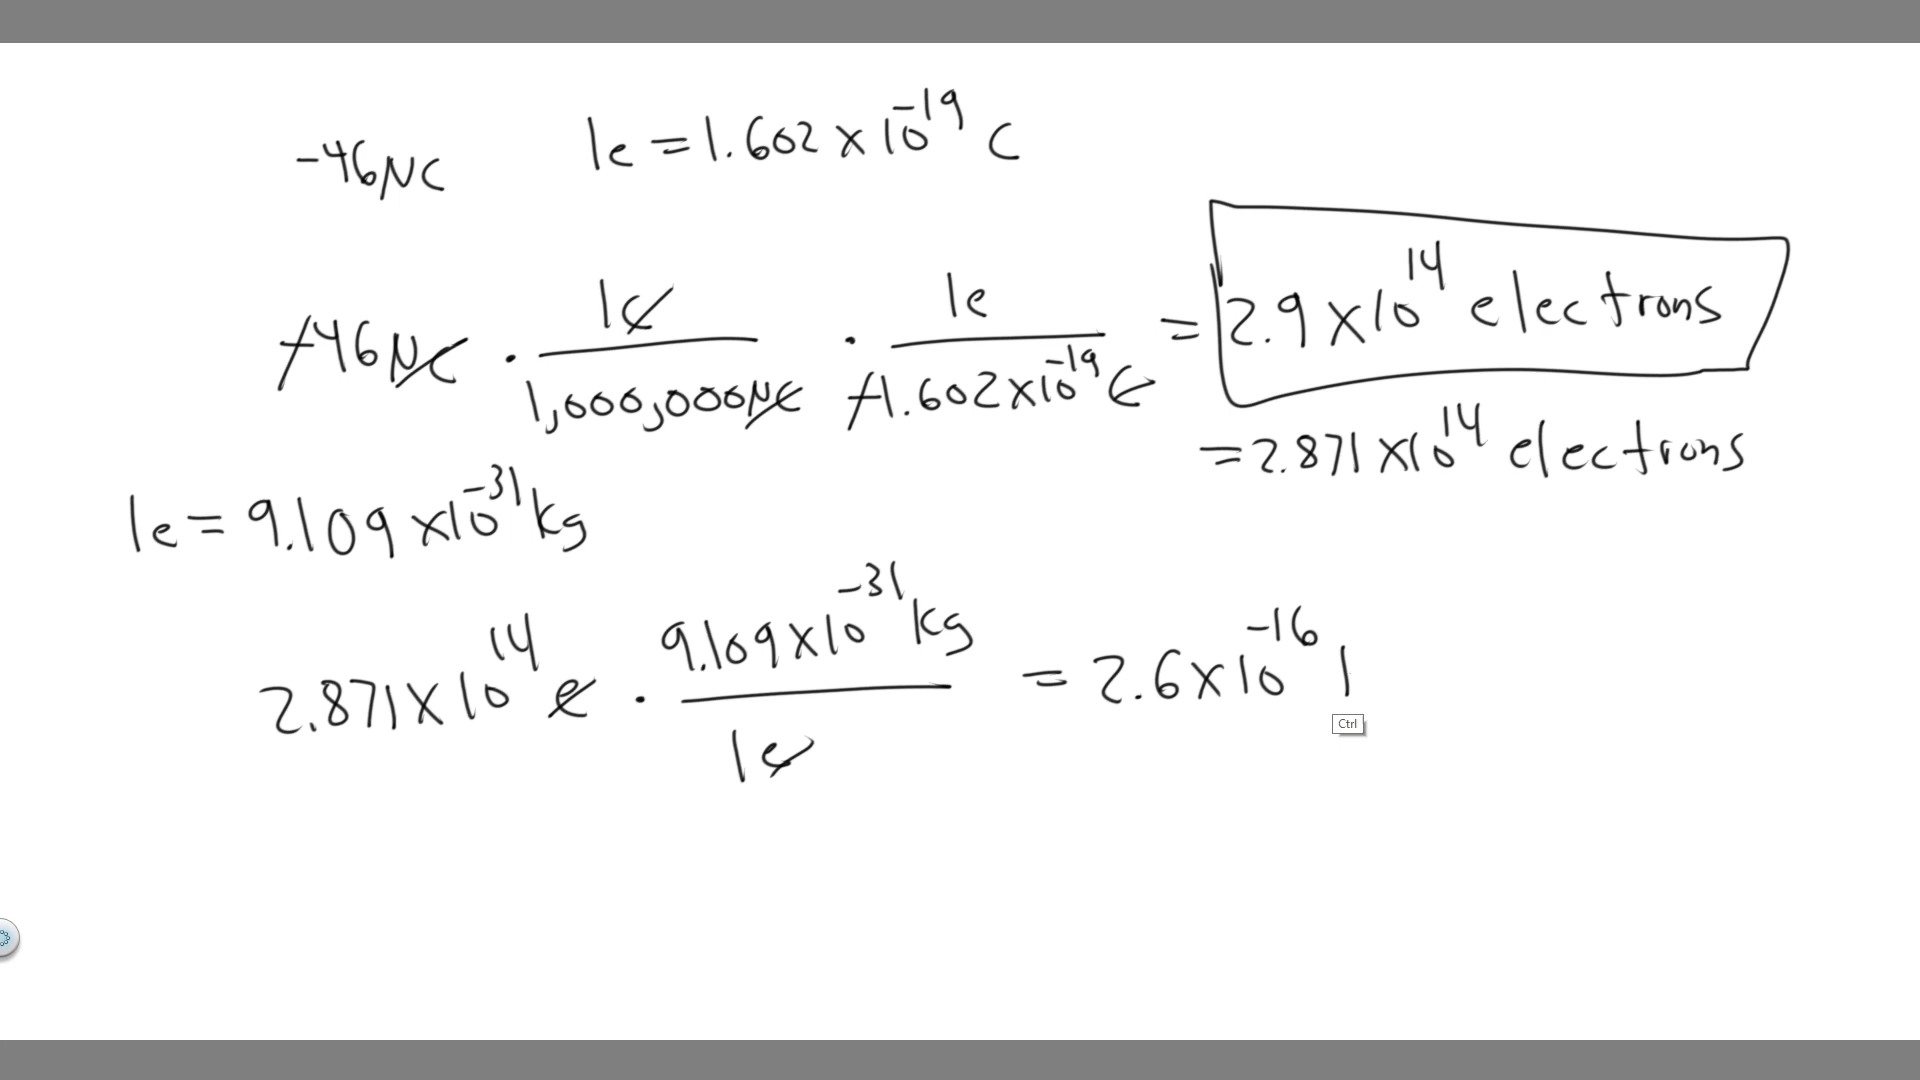 -46μC 1e = 1.602 x 10^-19 C
-46μC · 1C / 1,000,000μC · 1e / -1.602x10^-19 C = 2.9 x 10^14 electrons
= 2.871 x 10^14 electrons
1e = 9.109 x 10^-31 kg
2.871 x 10^14 e · 9.109 x 10^-31 kg / 1e = 2.6 x 10^-16 l
Ctrl